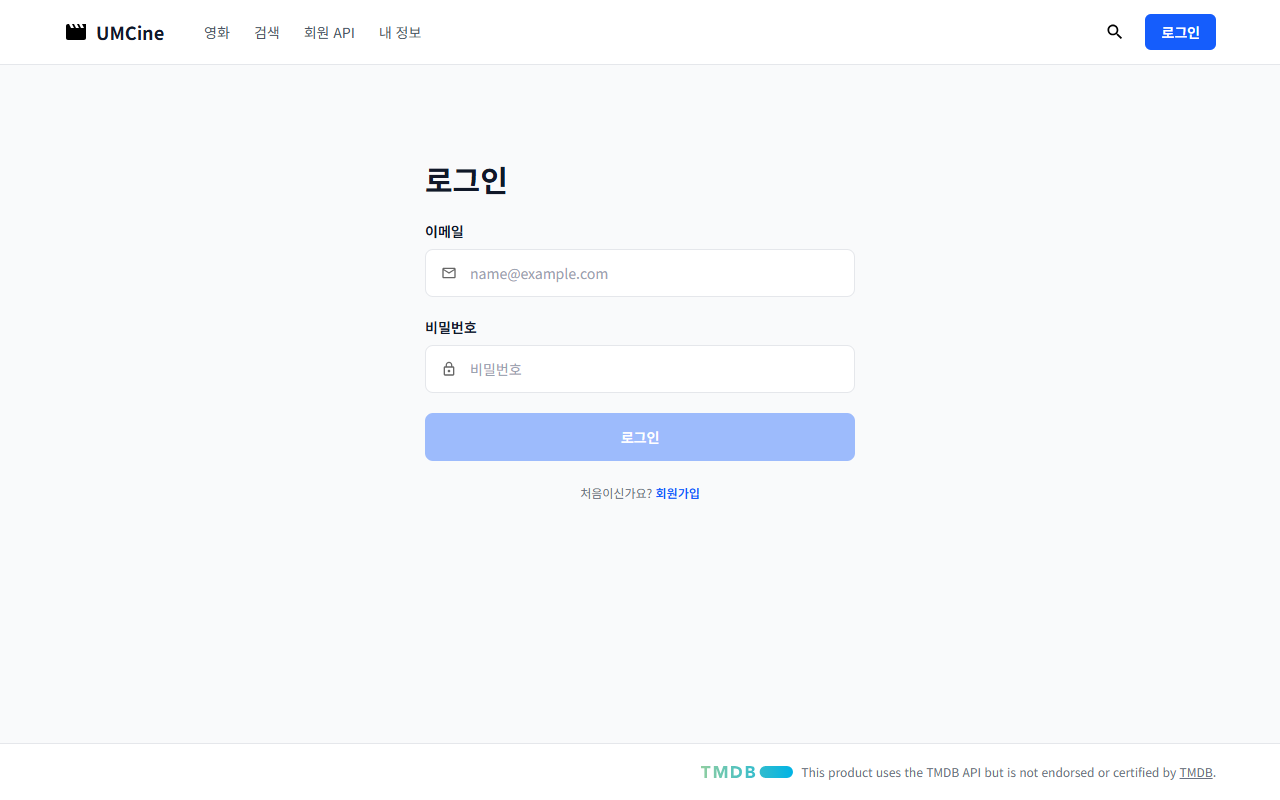 UMCine 영화 검색 회원 API 내 정보 로그인
로그인
이메일
name@example.com
비밀번호
비밀번호
로그인
처음이신가요? 회원가입
TMDB This product uses the TMDB API but is not endorsed or certified by TMDB.